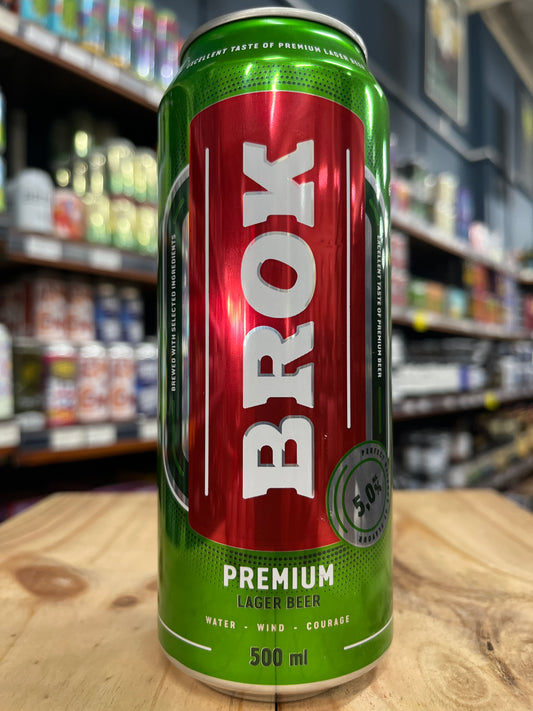 EXCELLENT TASTE OF PREMIUM LAGER BEER
BROK
BREWED WITH SELECTED INGREDIENTS
EXCELLENT TASTE OF PREMIUM BEER
5,0%
PREMIUM
LAGER BEER
WATER - WIND - COURAGE
500 ml